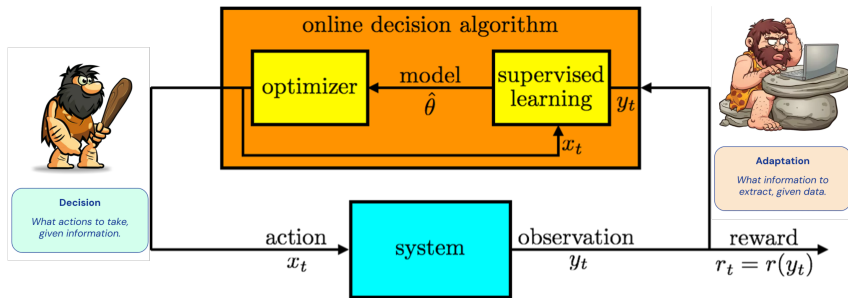 online decision algorithm
optimizer
model
θ̂
supervised
learning
y_t
x_t
Decision
What actions to take,
given information.
Adaptation
What information to
extract, given data.
action
x_t
system
observation
y_t
reward
r_t = r(y_t)